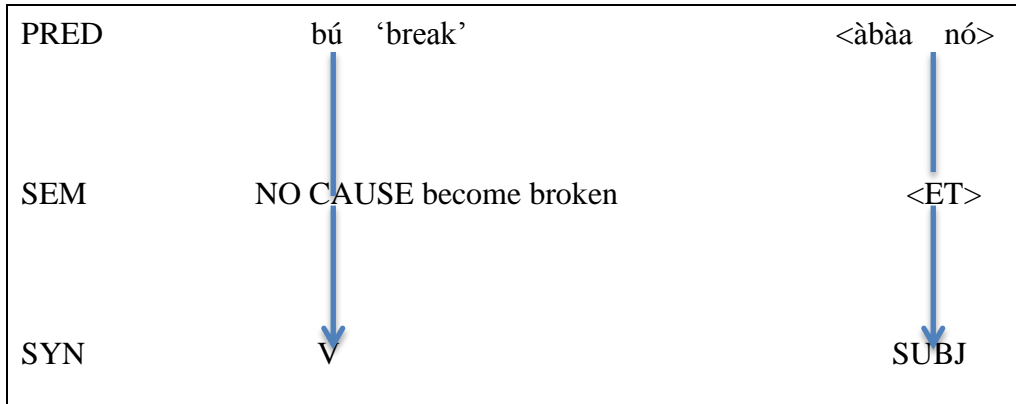 PRED bú ‘break’ <àbàa nó>
SEM NO CAUSE become broken <ET>
SYN V SUBJ